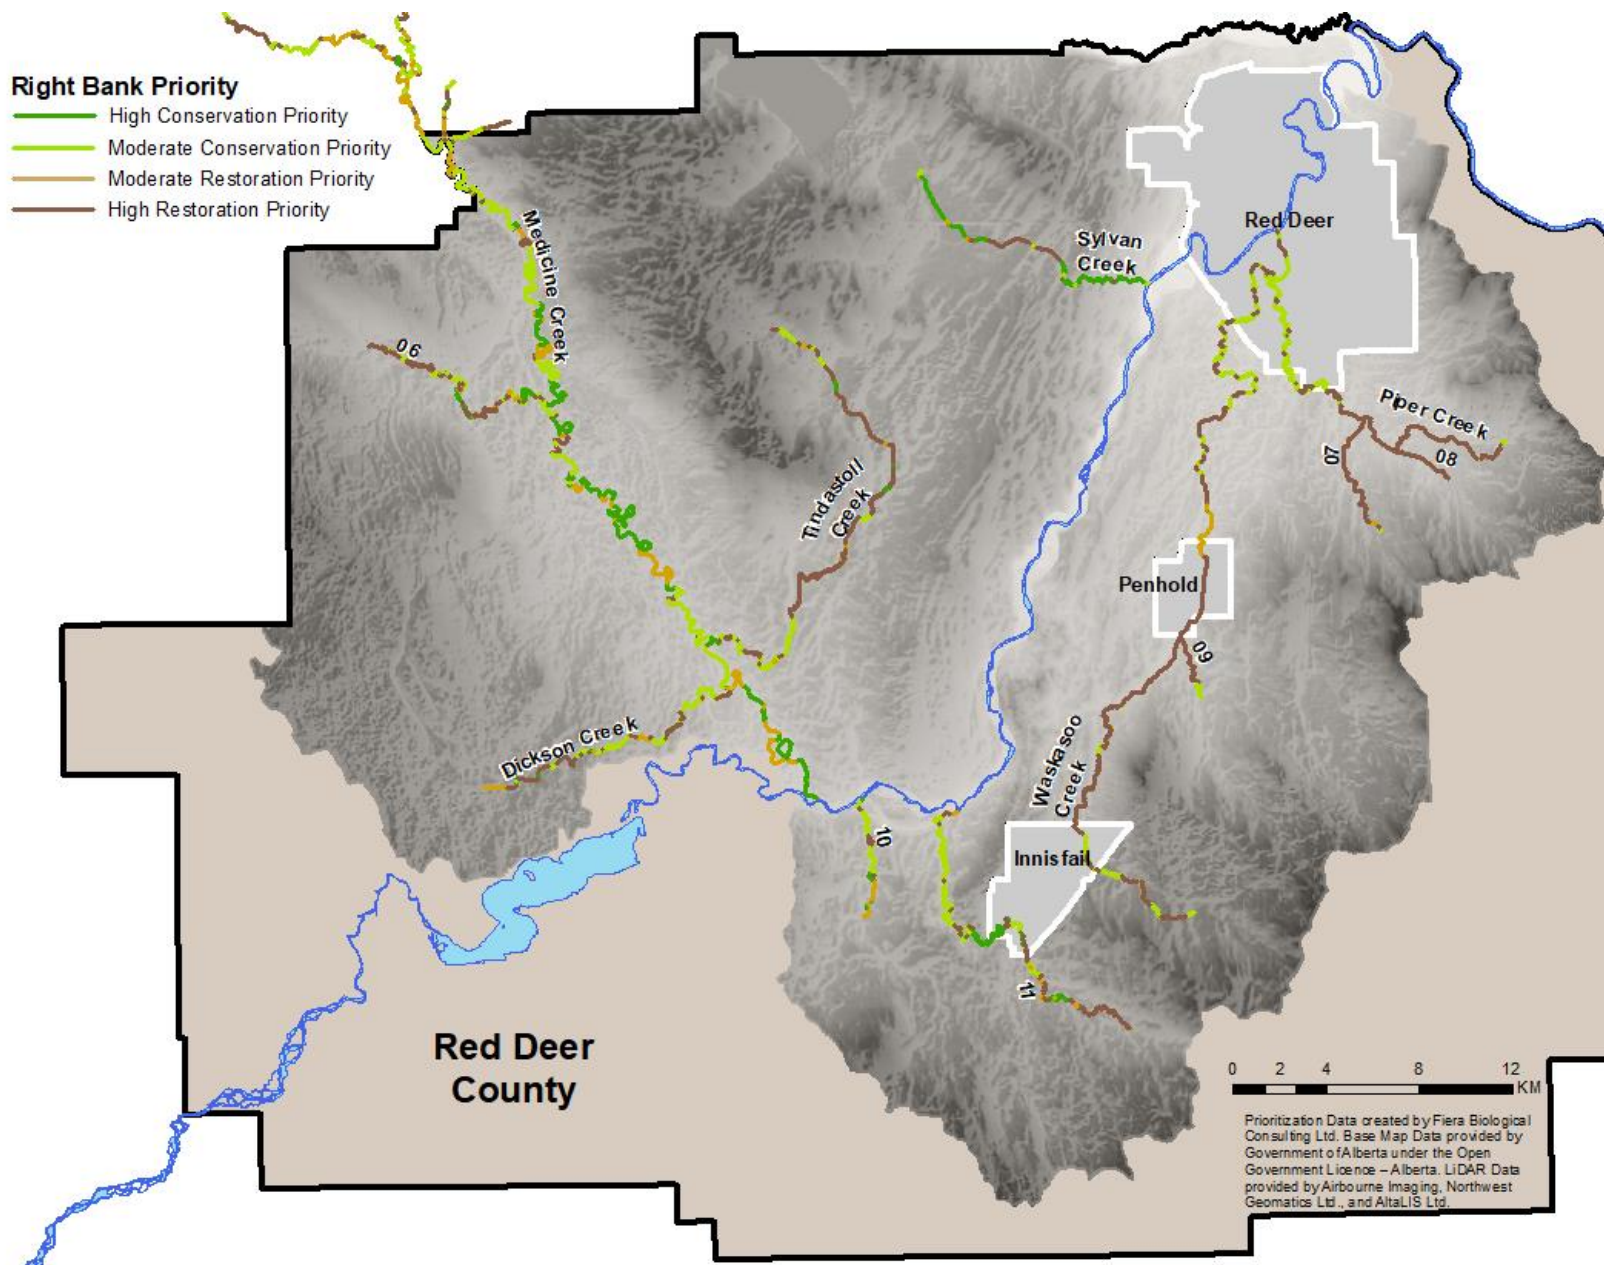 Right Bank Priority
High Conservation Priority
Moderate Conservation Priority
Moderate Restoration Priority
High Restoration Priority
Medicine Creek
Sylvan
Creek
Red Deer
06
Tindastoll
Creek
Piper Creek
07
08
Penhold
09
Dickson Creek
Waskasoo
Creek
10
Innisfail
11
Red Deer
County
0 2 4 8 12
KM
Prioritization Data created by Fiera Biological
Consulting Ltd. Base Map Data provided by
Government of Alberta under the Open
Government Licence – Alberta. LiDAR Data
provided by Airbourne Imaging, Northwest
Geomatics Ltd., and AltaLIS Ltd.